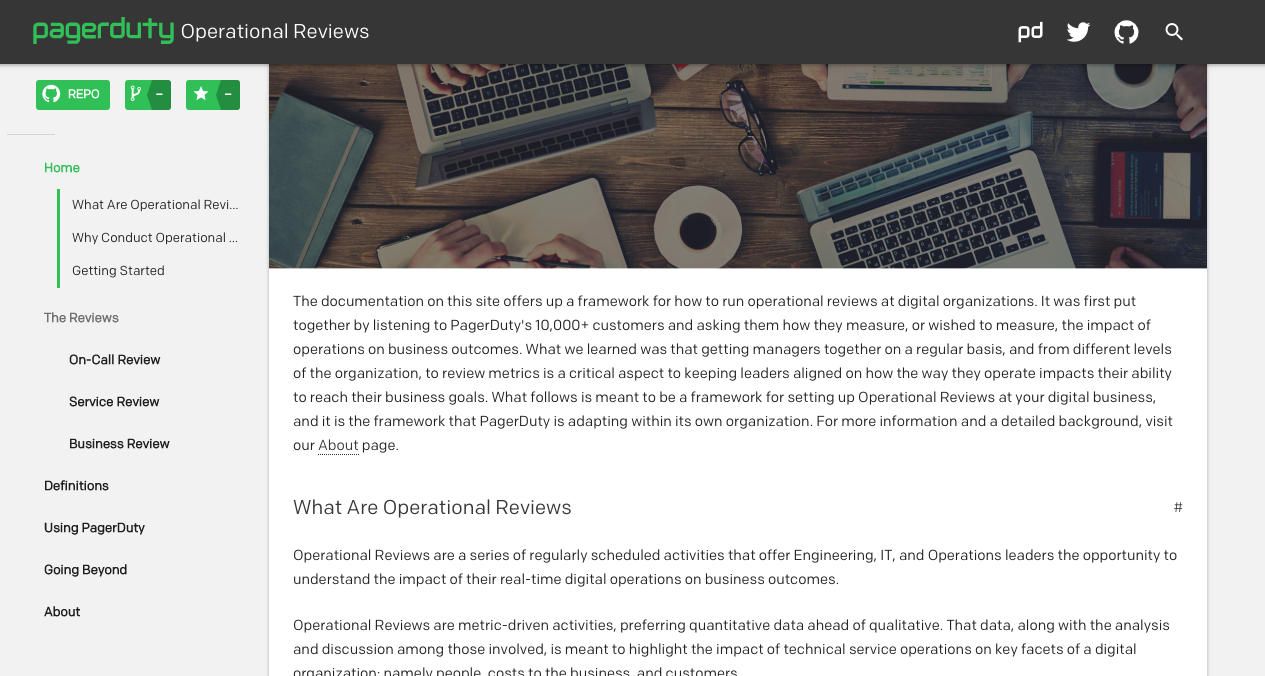 pagerduty Operational Reviews
pd
REPO
–
–
Home
What Are Operational Revi...
Why Conduct Operational ...
Getting Started
The Reviews
On-Call Review
Service Review
Business Review
Definitions
Using PagerDuty
Going Beyond
About
The documentation on this site offers up a framework for how to run operational reviews at digital organizations. It was first put
together by listening to PagerDuty's 10,000+ customers and asking them how they measure, or wished to measure, the impact of
operations on business outcomes. What we learned was that getting managers together on a regular basis, and from different levels
of the organization, to review metrics is a critical aspect to keeping leaders aligned on how the way they operate impacts their ability
to reach their business goals. What follows is meant to be a framework for setting up Operational Reviews at your digital business,
and it is the framework that PagerDuty is adapting within its own organization. For more information and a detailed background, visit
our About page.
What Are Operational Reviews #
Operational Reviews are a series of regularly scheduled activities that offer Engineering, IT, and Operations leaders the opportunity to
understand the impact of their real-time digital operations on business outcomes.
Operational Reviews are metric-driven activities, preferring quantitative data ahead of qualitative. That data, along with the analysis
and discussion among those involved, is meant to highlight the impact of technical service operations on key facets of a digital
organization: namely people, costs to the business, and customers.